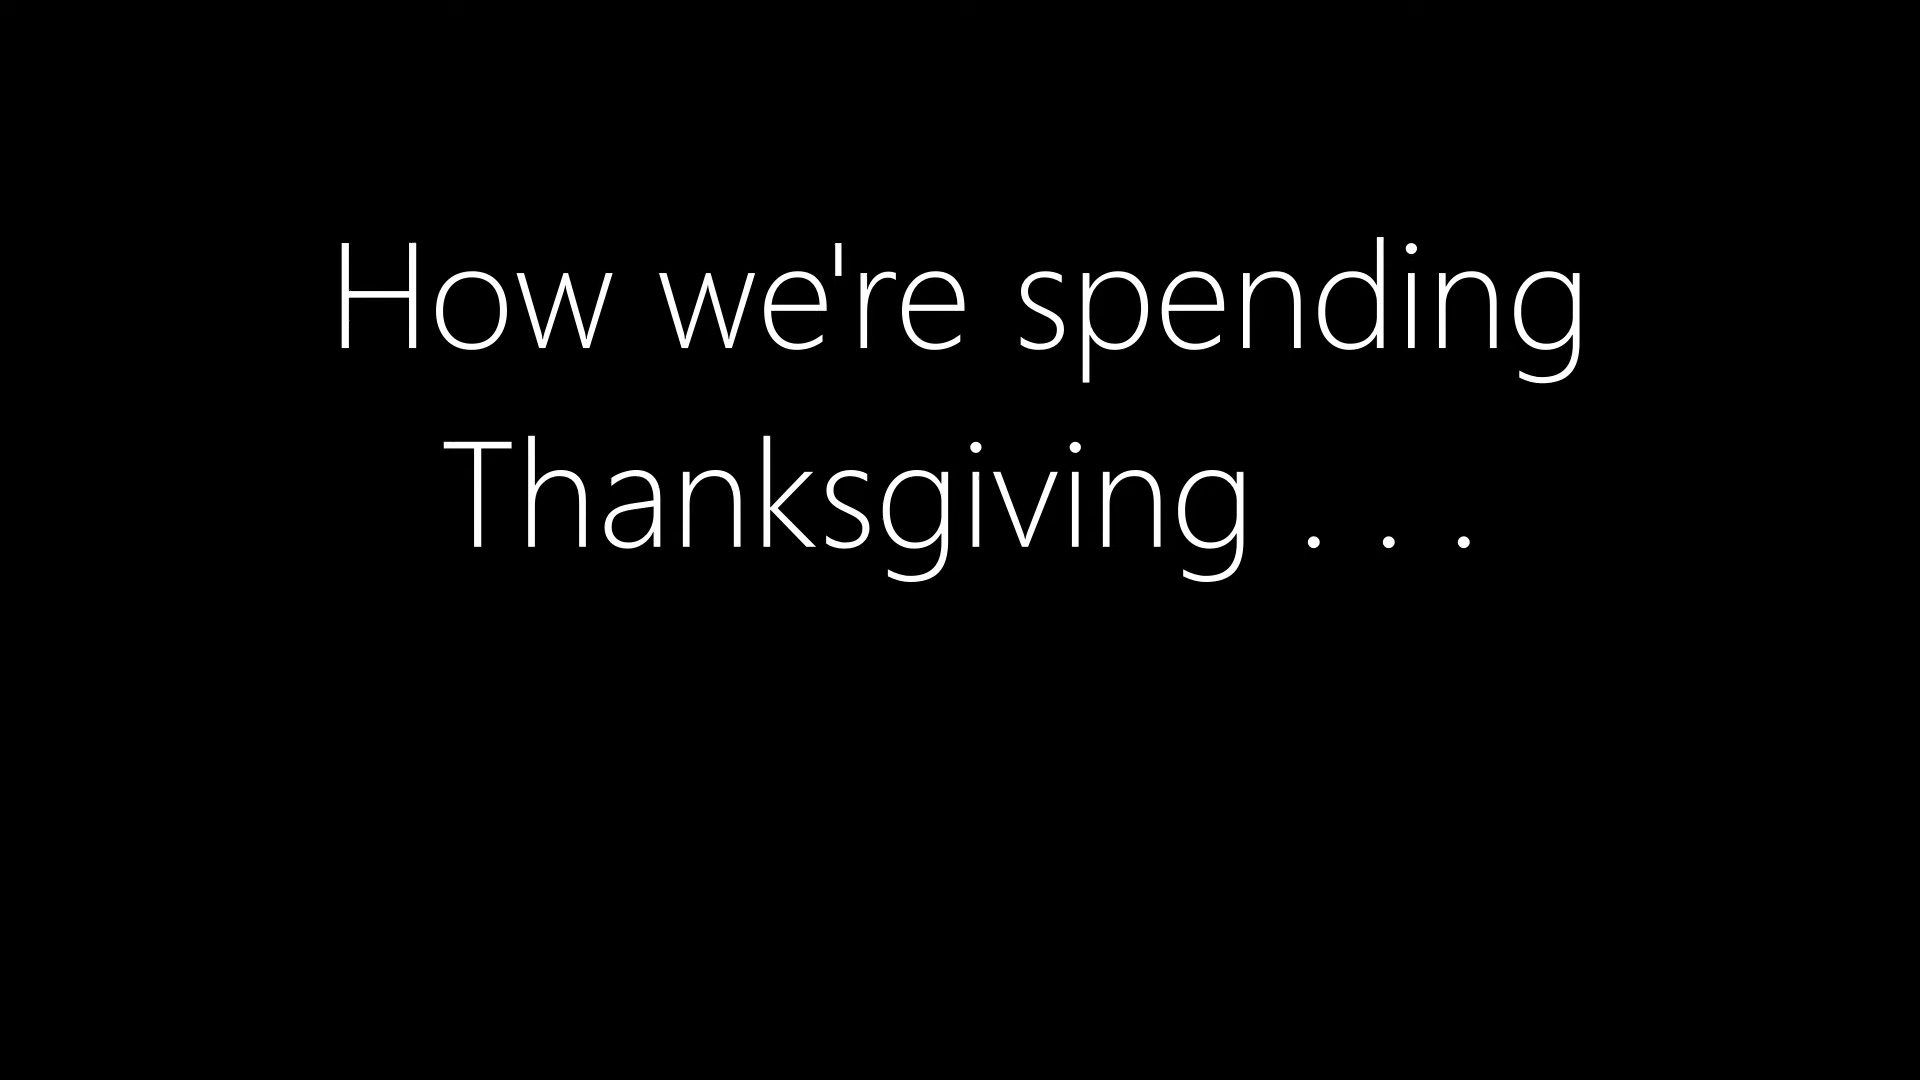 How we're spending
Thanksgiving . . .